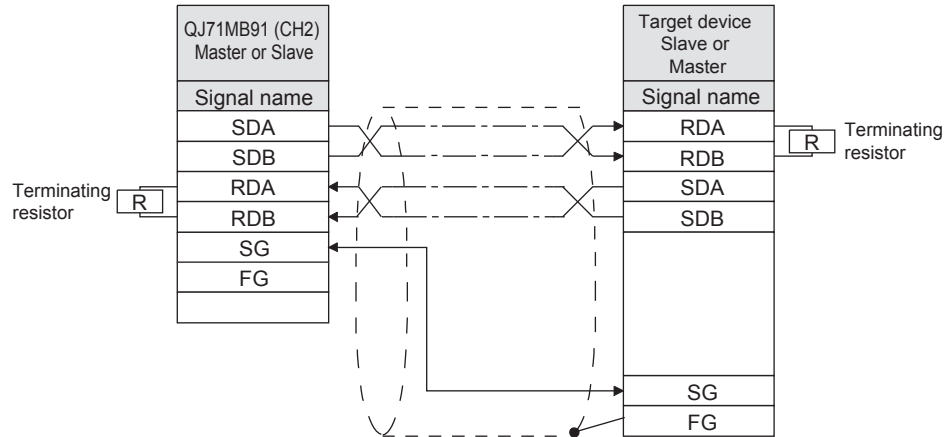 QJ71MB91 (CH2)
Master or Slave
Signal name
SDA
SDB
RDA
RDB
SG
FG
Terminating
resistor
R
Target device
Slave or
Master
Signal name
RDA
RDB
SDA
SDB
SG
FG
R
Terminating
resistor